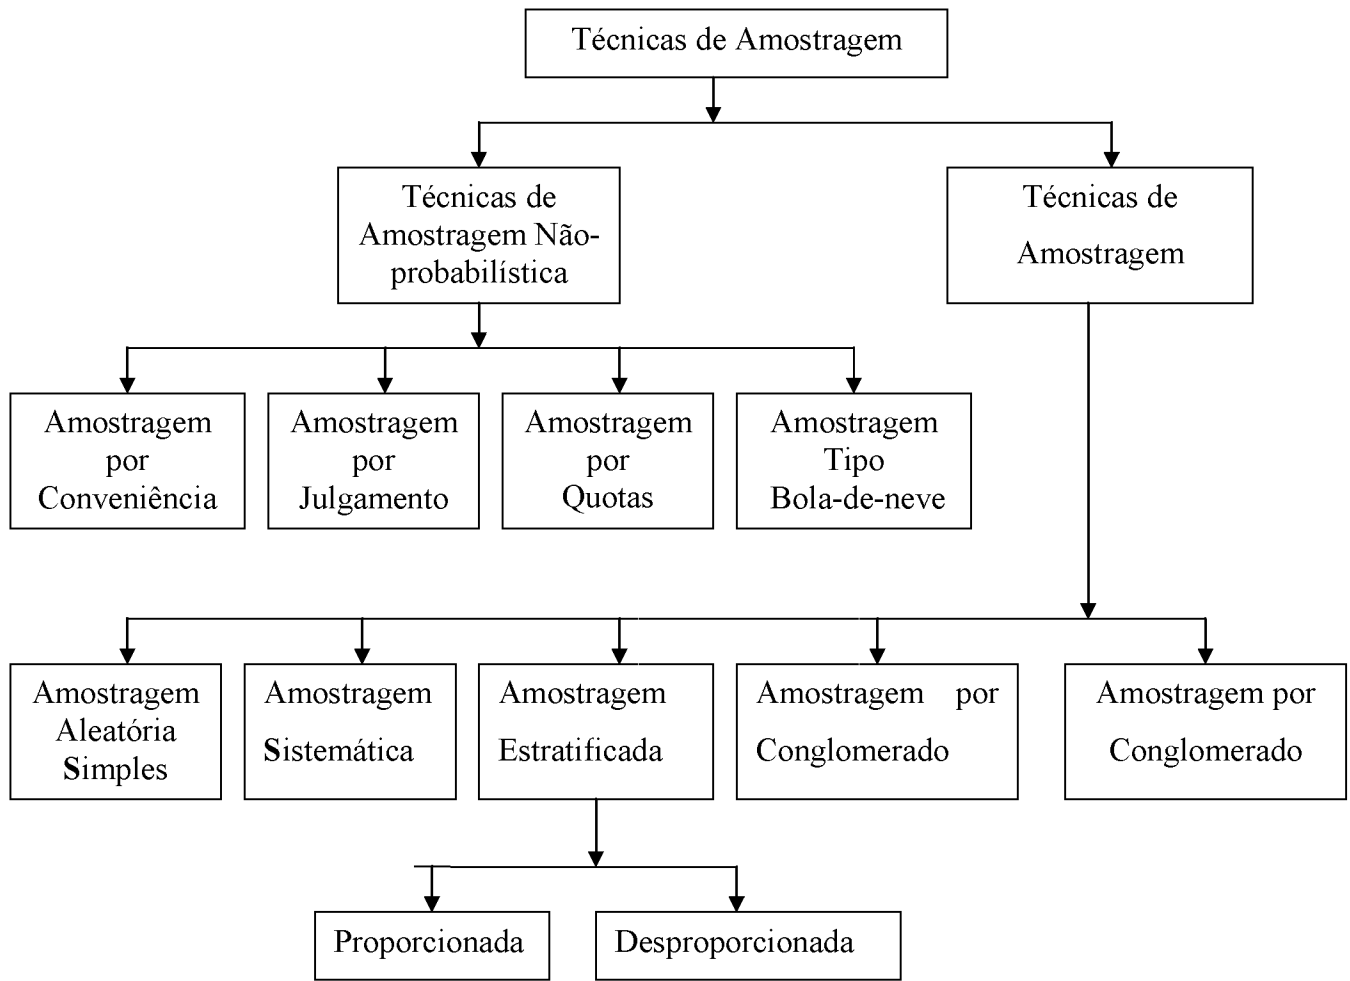 Técnicas de Amostragem
Técnicas de
Amostragem Não-
probabilística
Técnicas de
Amostragem
Amostragem
por
Conveniência
Amostragem
por
Julgamento
Amostragem
por
Quotas
Amostragem
Tipo
Bola-de-neve
Amostragem
Aleatória
Simples
Amostragem
Sistemática
Amostragem
Estratificada
Amostragem por
Conglomerado
Amostragem por
Conglomerado
Proporcionada
Desproporcionada